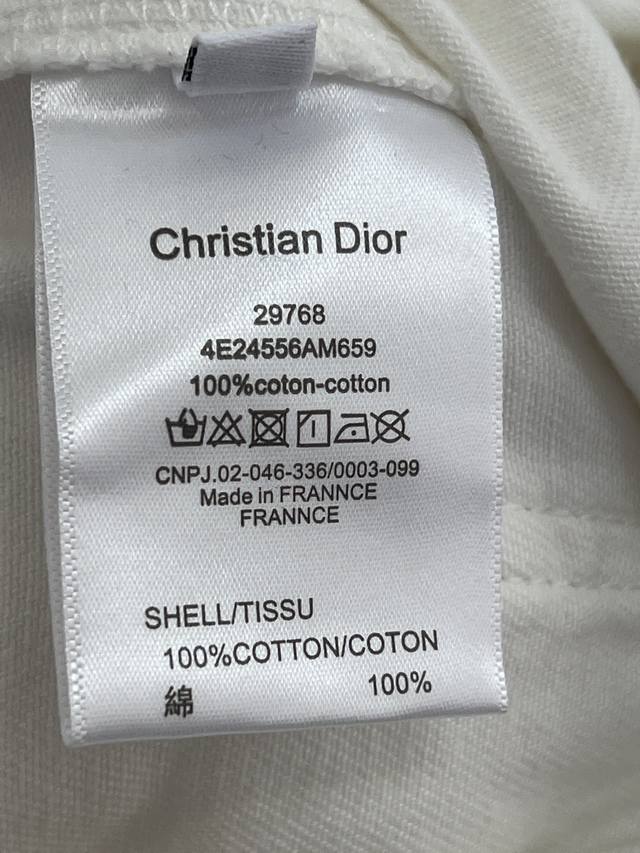 Christian Dior
29768
4E24556AM659
100%coton-cotton
CNPJ.02-046-336/0003-099
Made in FRANNCE
FRANNCE
SHELL/TISSU
100%COTTON/COTON
綿 100%